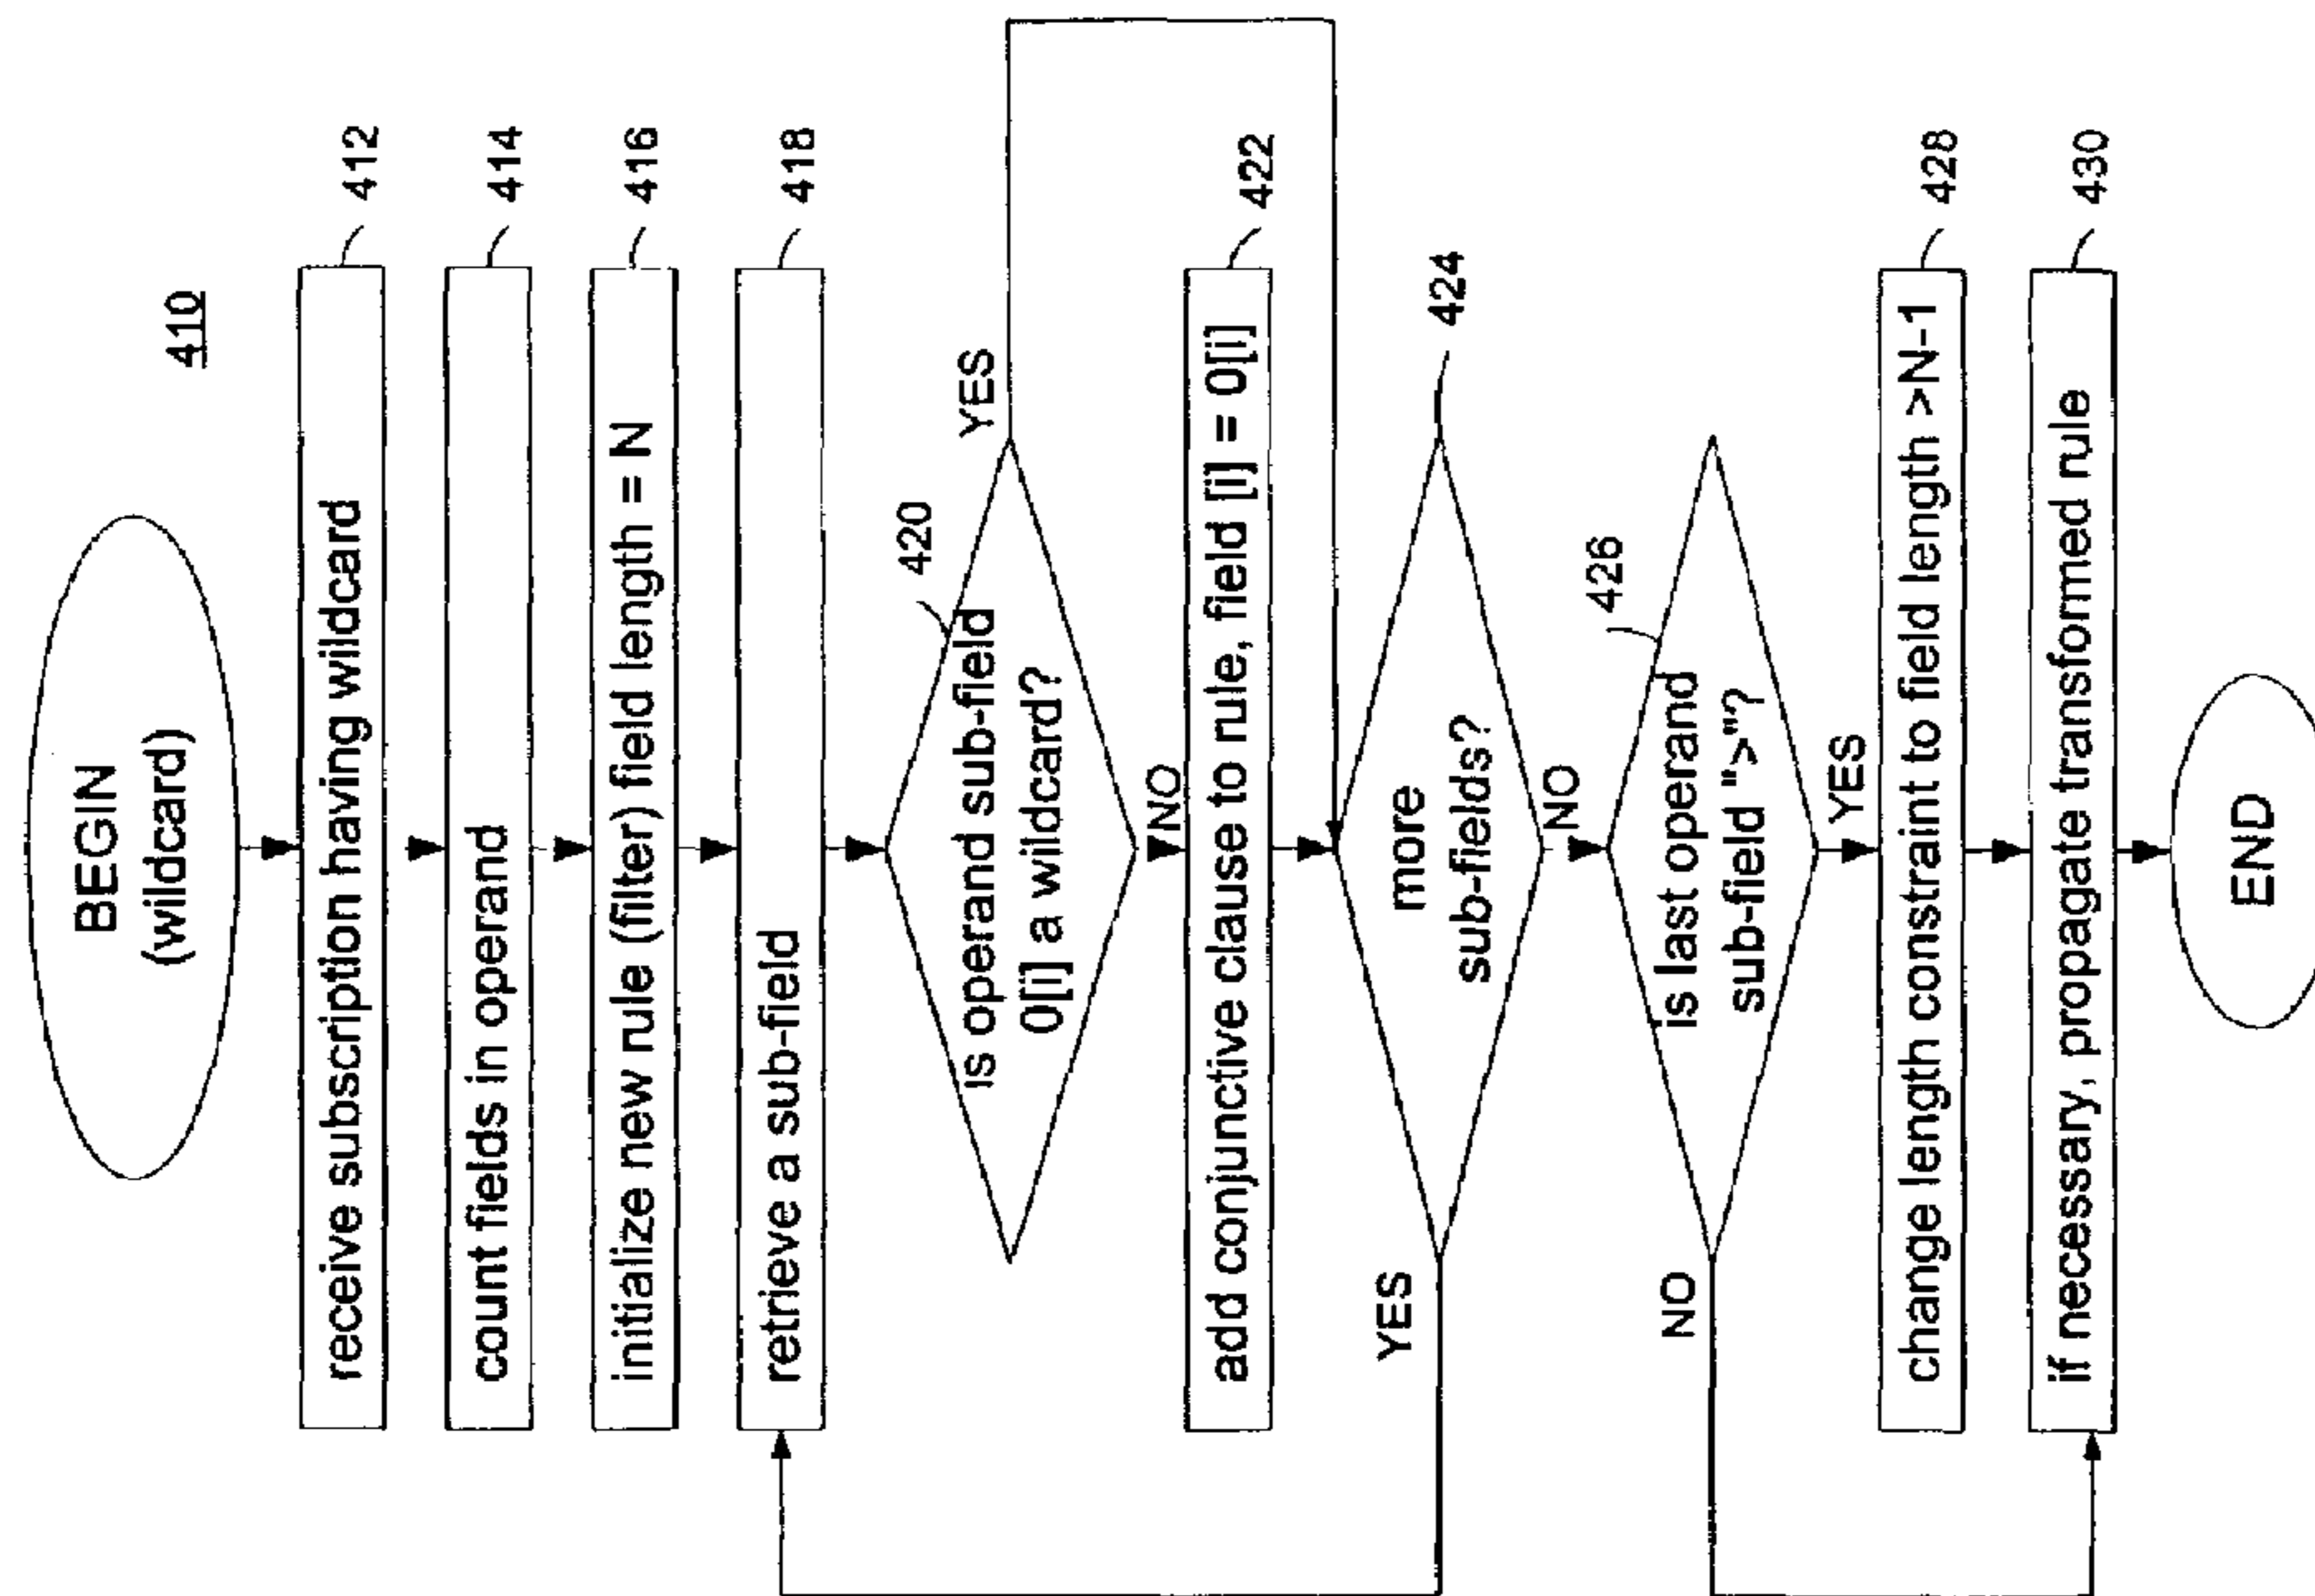 410
BEGIN
(wildcard)
receive subscription having wildcard
412
count fields in operand
414
initialize new rule (filter) field length = N
416
retrieve a sub-field
418
420
is operand sub-field
0[i] a wildcard?
YES
NO
add conjunctive clause to rule, field [i] = 0[i]
422
424
more
sub-fields?
YES
NO
426
is last operand
sub-field ">"?
NO
YES
change length constraint to field length >N-1
428
if necessary, propagate transformed rule
430
END